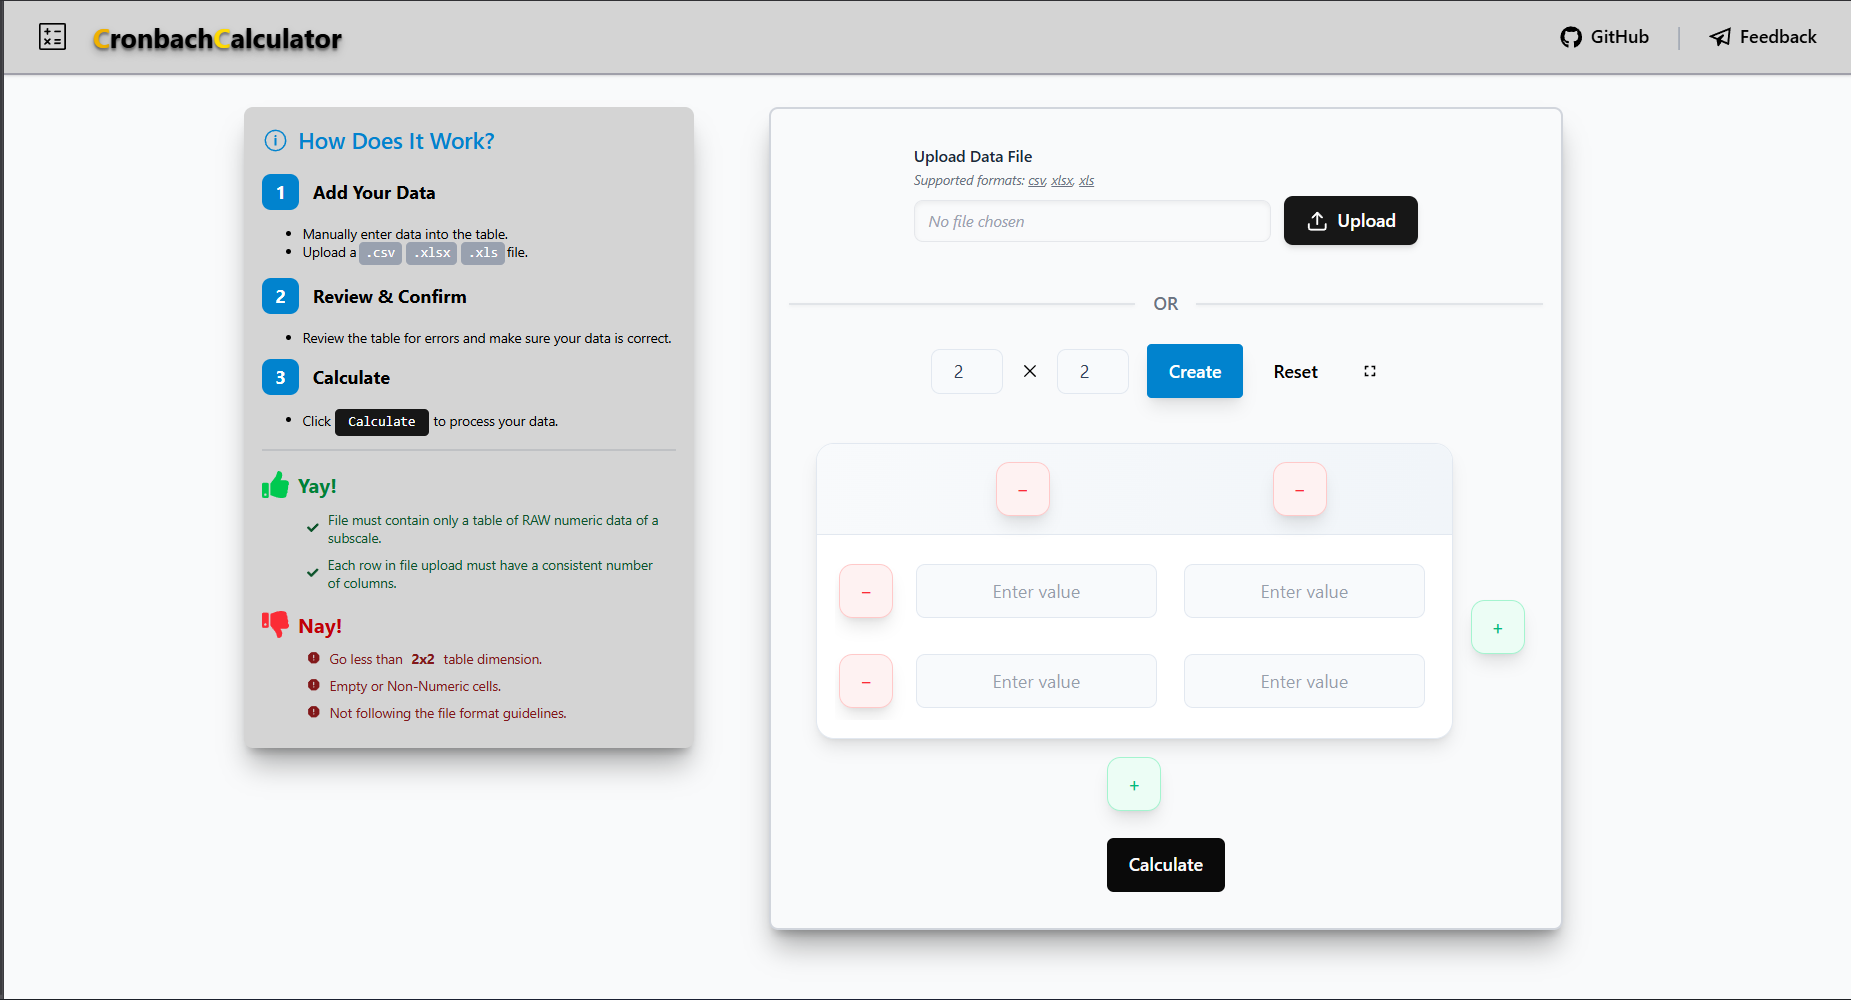 CronbachCalculator
GitHub
Feedback
How Does It Work?
1 Add Your Data
Manually enter data into the table.
Upload a .csv .xlsx .xls file.
2 Review & Confirm
Review the table for errors and make sure your data is correct.
3 Calculate
Click Calculate to process your data.
Yay!
File must contain only a table of RAW numeric data of a
subscale.
Each row in file upload must have a consistent number
of columns.
Nay!
Go less than 2x2 table dimension.
Empty or Non-Numeric cells.
Not following the file format guidelines.
Upload Data File
Supported formats: csv, xlsx, xls
No file chosen
Upload
OR
2 × 2 Create Reset
− −
− Enter value Enter value
+
− Enter value Enter value
+
Calculate